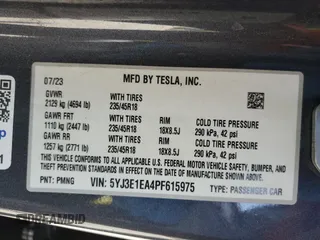 MFD BY TESLA, INC.
07/23
GVWR
2129 kg (4694 lb)
WITH TIRES
235/45R18
GAWR FRT
1110 kg (2447 lb)
WITH TIRES
235/45R18
RIM
18X8.5J
COLD TIRE PRESSURE
290 kPa, 42 psi
GAWR RR
1257 kg (2771 lb)
WITH TIRES
235/45R18
RIM
18X8.5J
COLD TIRE PRESSURE
290 kPa, 42 psi
THIS VEHICLE CONFORMS TO ALL APPLICABLE U.S. FEDERAL MOTOR VEHICLE SAFETY, BUMPER, AND
THEFT PREVENTION STANDARDS IN EFFECT ON THE DATE OF MANUFACTURE SHOWN ABOVE.
PNT: PMNG
VIN: 5YJ3E1EA4PF615975
TYPE: PASSENGER CAR